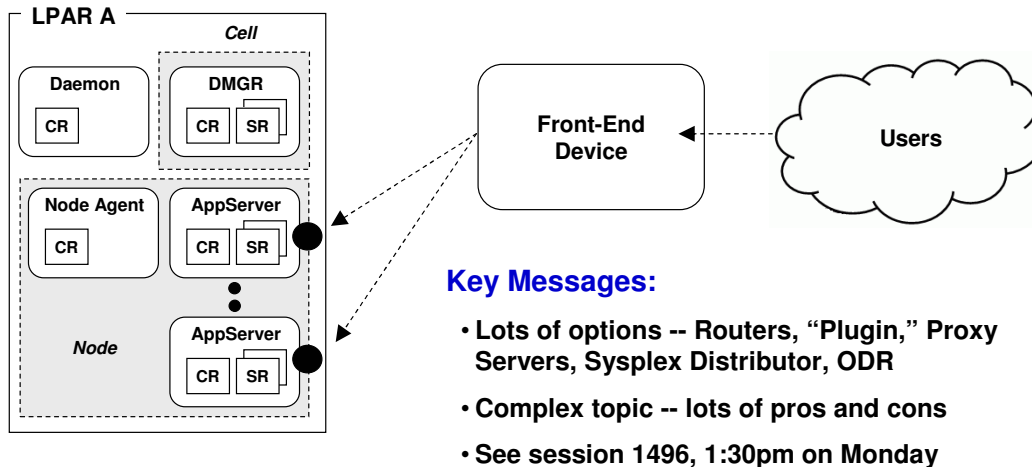 LPAR A
Cell
Daemon
CR
DMGR
CR
SR
Node Agent
CR
AppServer
CR
SR
Node
AppServer
CR
SR
Front-End
Device
Users
Key Messages:
• Lots of options -- Routers, “Plugin,” Proxy
Servers, Sysplex Distributor, ODR
• Complex topic -- lots of pros and cons
• See session 1496, 1:30pm on Monday